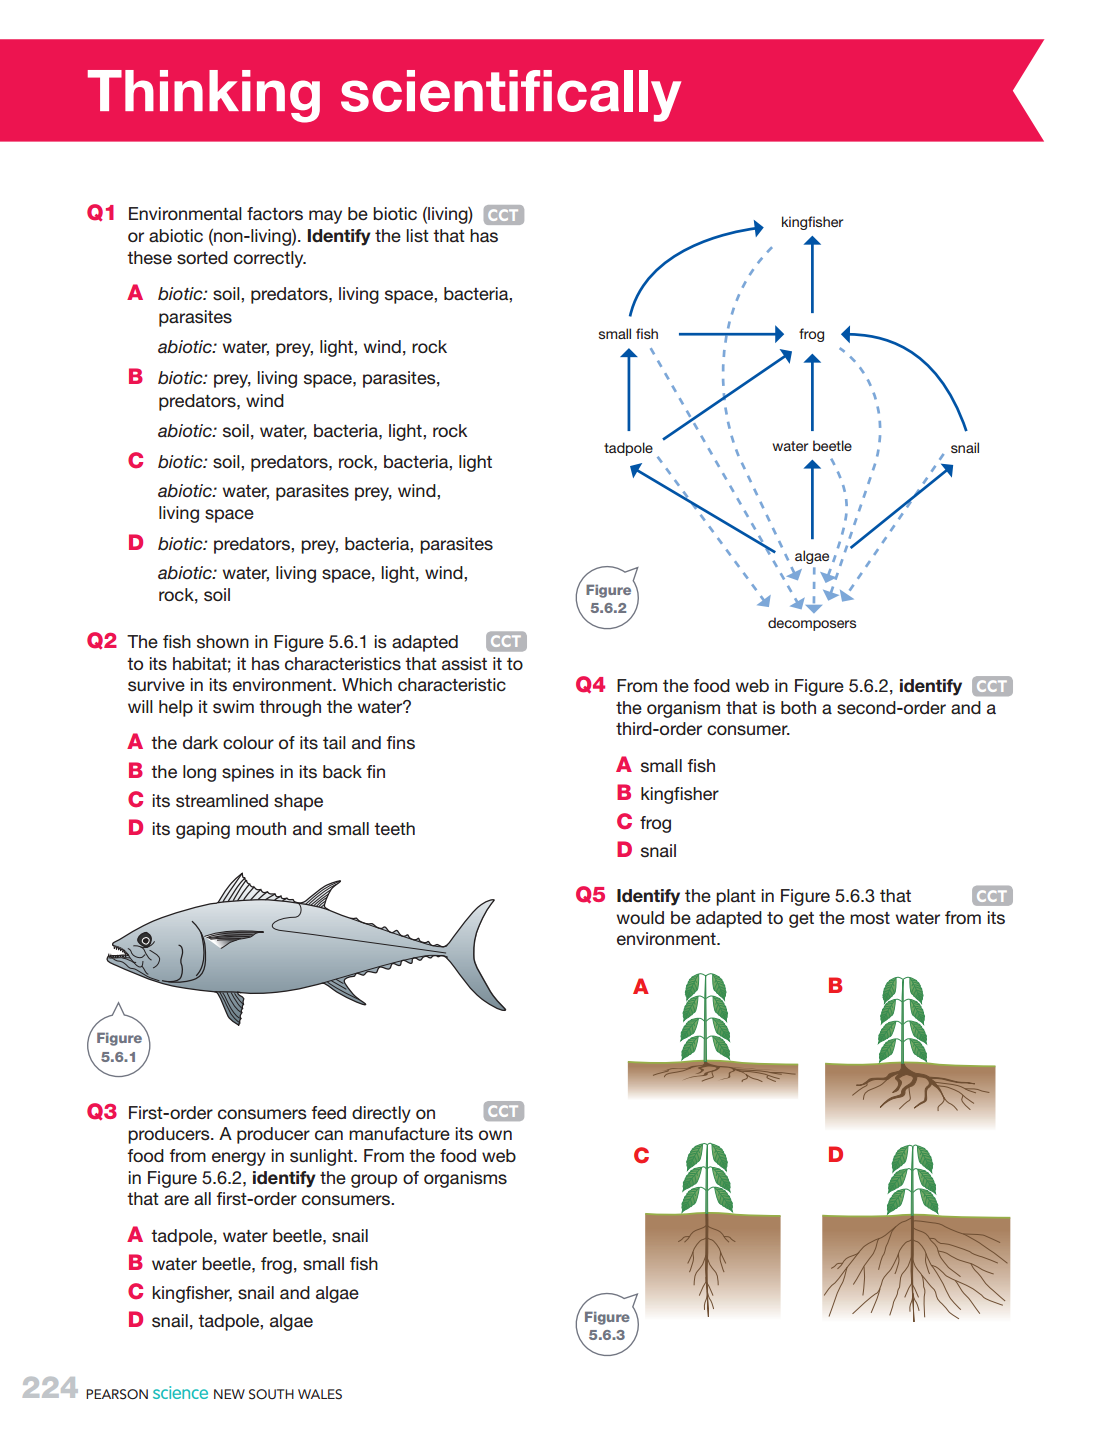 Thinking scientifically
Q1 Environmental factors may be biotic (living) CCT
or abiotic (non-living). Identify the list that has
these sorted correctly.
A biotic: soil, predators, living space, bacteria,
parasites
abiotic: water, prey, light, wind, rock
B biotic: prey, living space, parasites,
predators, wind
abiotic: soil, water, bacteria, light, rock
C biotic: soil, predators, rock, bacteria, light
abiotic: water, parasites prey, wind,
living space
D biotic: predators, prey, bacteria, parasites
abiotic: water, living space, light, wind,
rock, soil
Q2 The fish shown in Figure 5.6.1 is adapted CCT
to its habitat; it has characteristics that assist it to
survive in its environment. Which characteristic
will help it swim through the water?
A the dark colour of its tail and fins
B the long spines in its back fin
C its streamlined shape
D its gaping mouth and small teeth
Figure
5.6.1
Q3 First-order consumers feed directly on CCT
producers. A producer can manufacture its own
food from energy in sunlight. From the food web
in Figure 5.6.2, identify the group of organisms
that are all first-order consumers.
A tadpole, water beetle, snail
B water beetle, frog, small fish
C kingfisher, snail and algae
D snail, tadpole, algae
kingfisher
small fish
frog
tadpole
water beetle
snail
algae
decomposers
Figure
5.6.2
Q4 From the food web in Figure 5.6.2, identify CCT
the organism that is both a second-order and a
third-order consumer.
A small fish
B kingfisher
C frog
D snail
Q5 Identify the plant in Figure 5.6.3 that CCT
would be adapted to get the most water from its
environment.
A
B
C
D
Figure
5.6.3
224 PEARSON science NEW SOUTH WALES